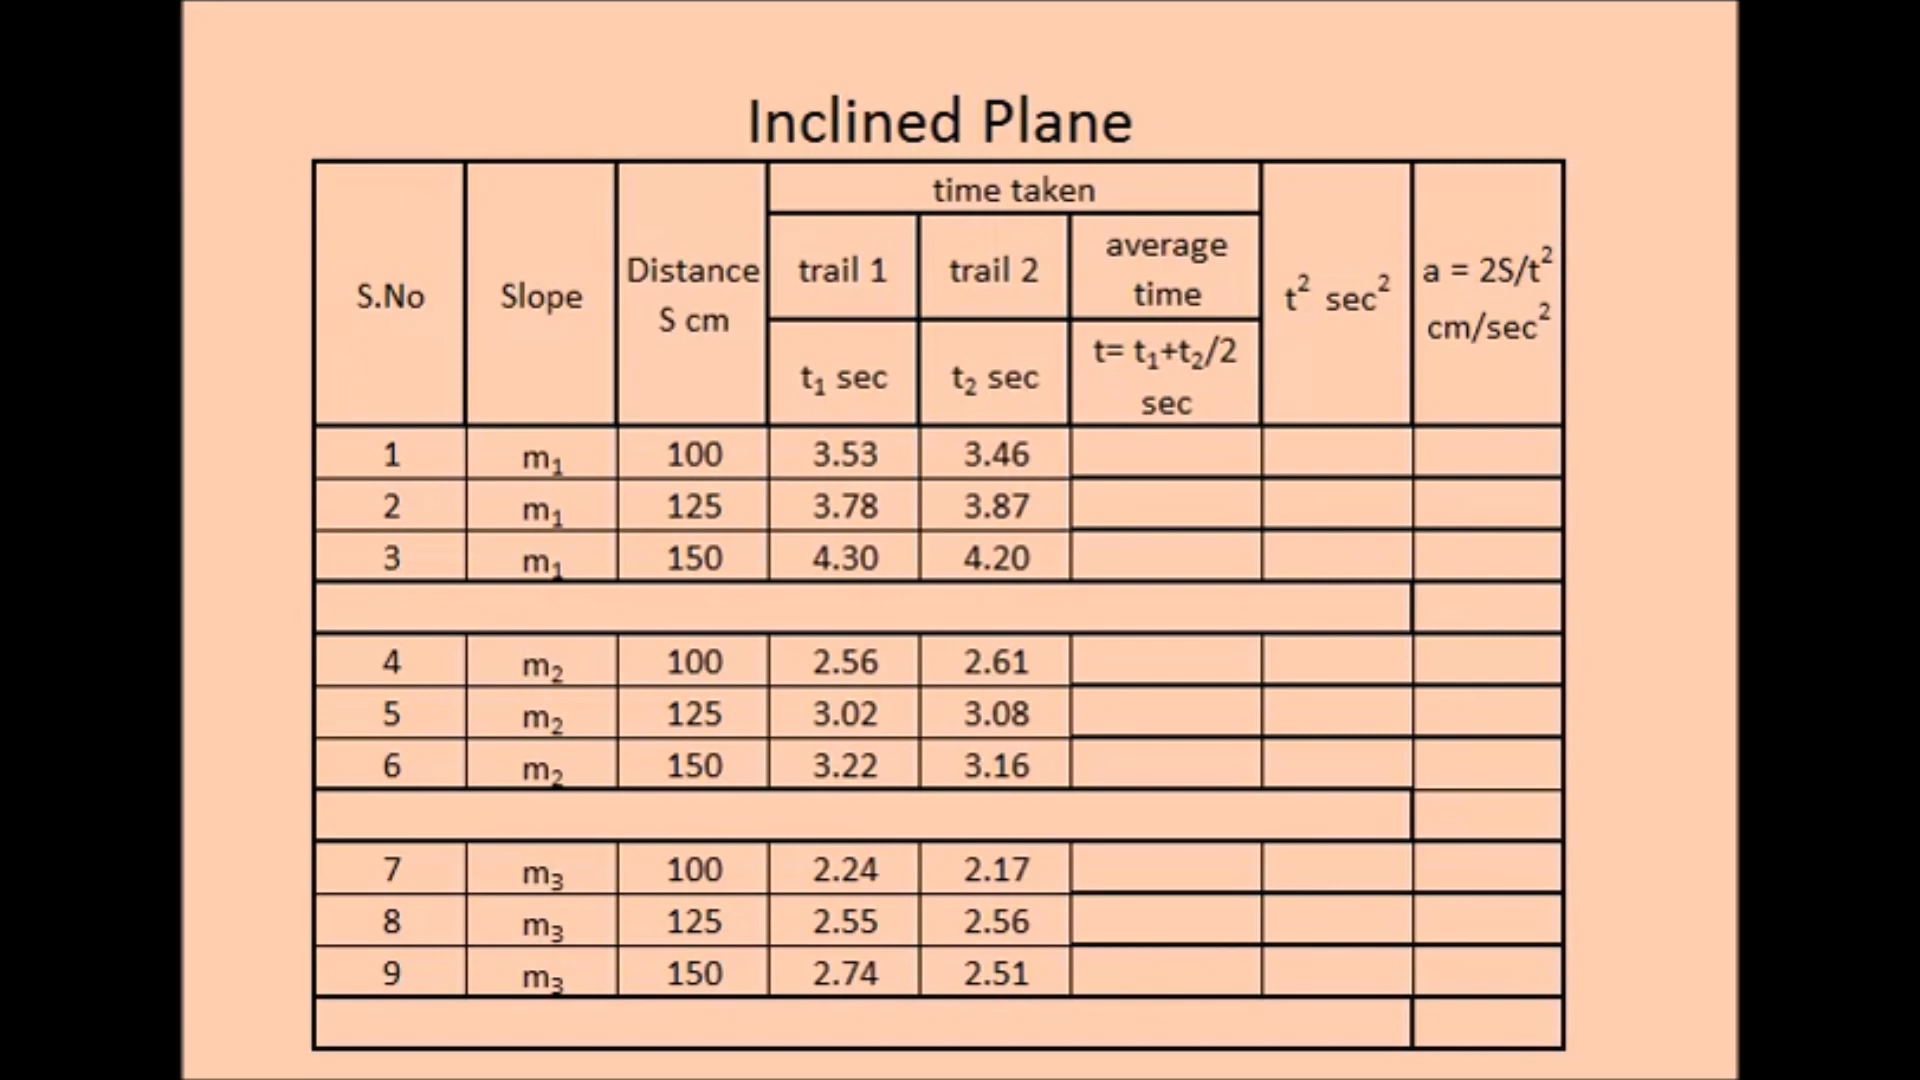 Inclined Plane
S.No Slope Distance S cm time taken t² sec² a = 2S/t² cm/sec²
trail 1 trail 2 average time
t₁ sec t₂ sec t= t₁+t₂/2 sec
1 m₁ 100 3.53 3.46
2 m₁ 125 3.78 3.87
3 m₁ 150 4.30 4.20
4 m₂ 100 2.56 2.61
5 m₂ 125 3.02 3.08
6 m₂ 150 3.22 3.16
7 m₃ 100 2.24 2.17
8 m₃ 125 2.55 2.56
9 m₃ 150 2.74 2.51